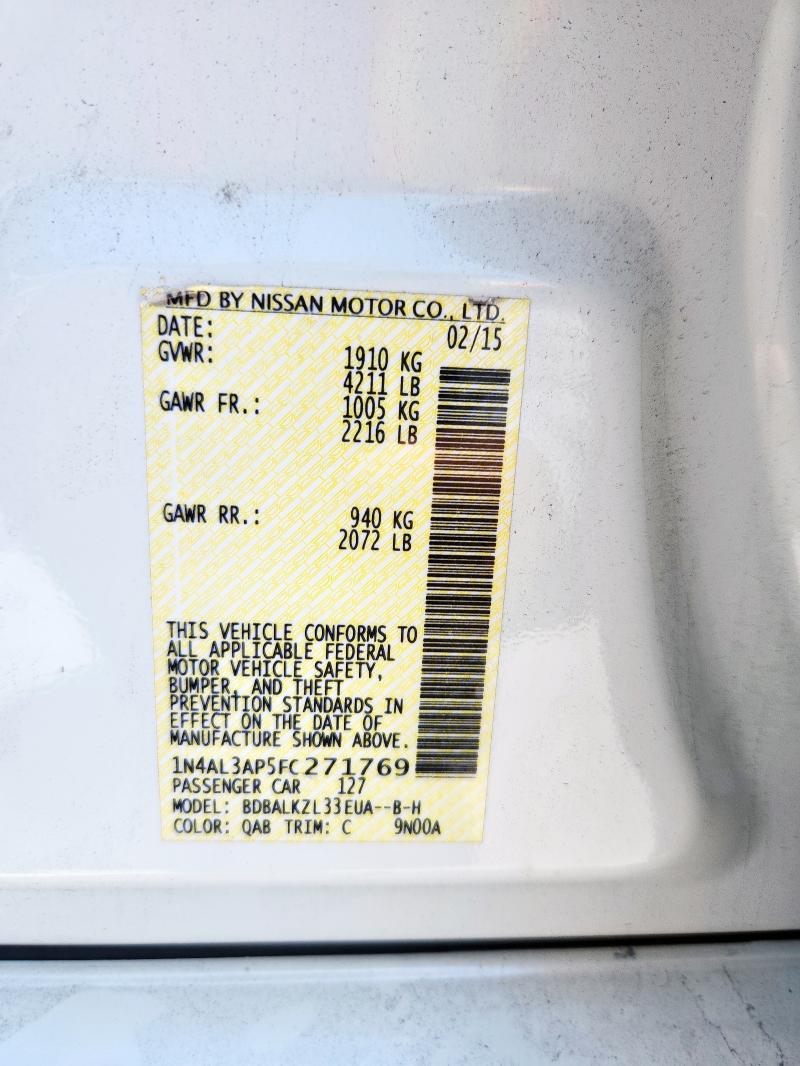 MFD BY NISSAN MOTOR CO., LTD.
DATE: 02/15
GVWR: 1910 KG
4211 LB
GAWR FR.: 1005 KG
2216 LB
GAWR RR.: 940 KG
2072 LB
THIS VEHICLE CONFORMS TO
ALL APPLICABLE FEDERAL
MOTOR VEHICLE SAFETY,
BUMPER, AND THEFT
PREVENTION STANDARDS IN
EFFECT ON THE DATE OF
MANUFACTURE SHOWN ABOVE.
1N4AL3AP5FC271769
PASSENGER CAR 127
MODEL: BDBALKZL33EUA--B-H
COLOR: QAB TRIM: C 9N00A